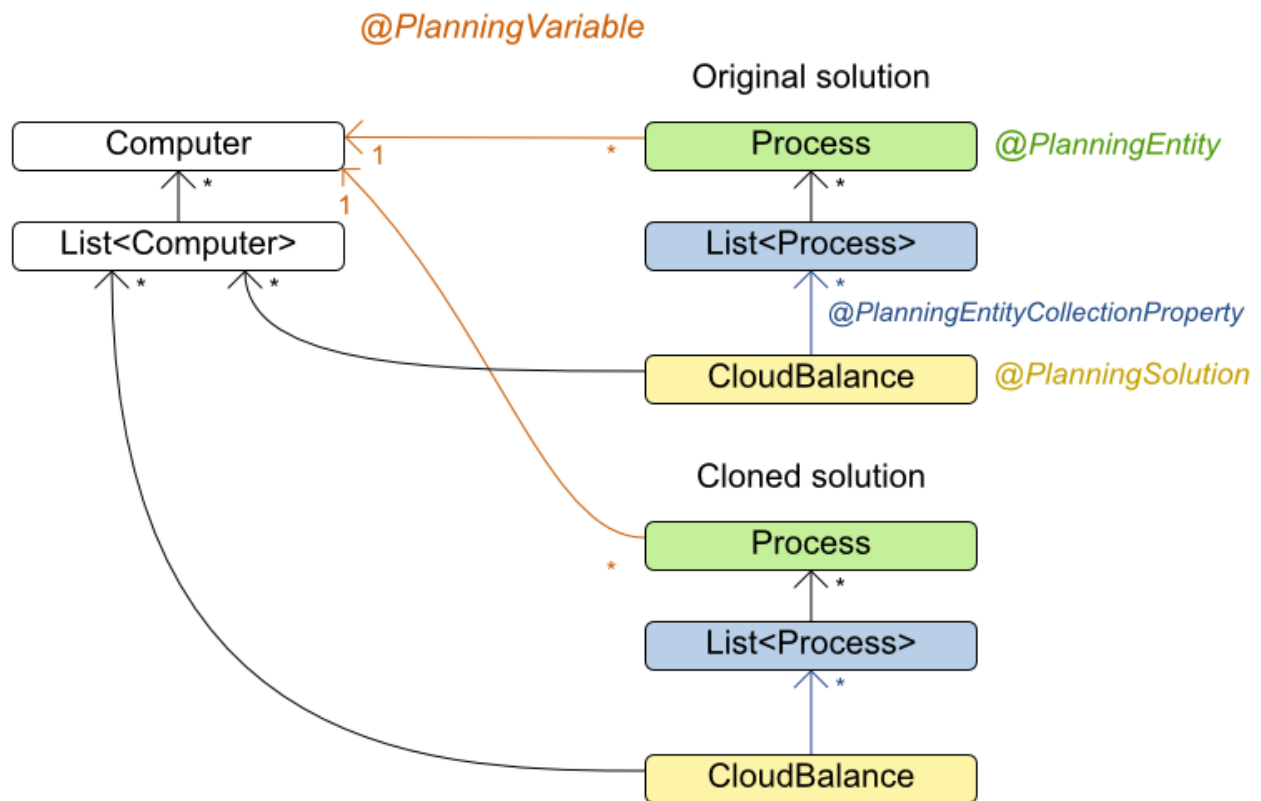 @PlanningVariable
Original solution
Computer
1
*
Process
@PlanningEntity
*
1
*
List<Computer>
List<Process>
*
*
*
@PlanningEntityCollectionProperty
CloudBalance
@PlanningSolution
Cloned solution
Process
*
*
List<Process>
*
CloudBalance